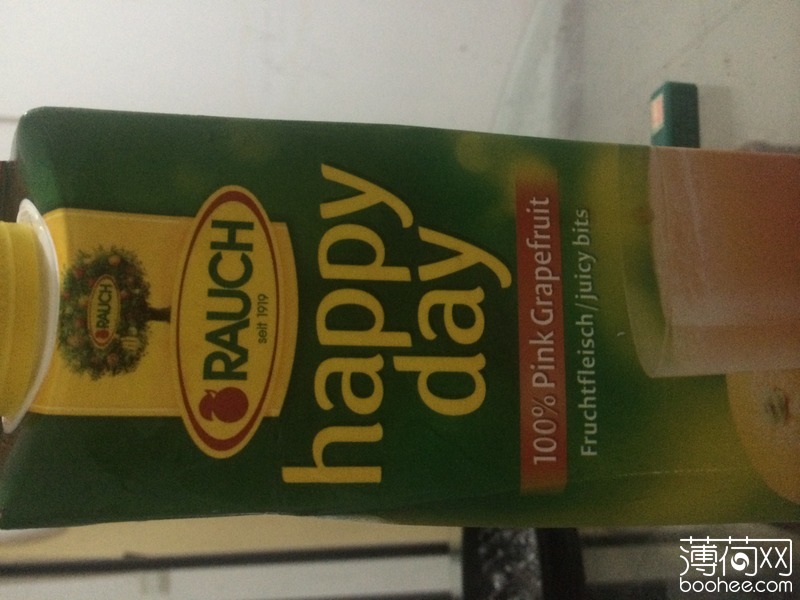 RAUCH
RAUCH
seit 1919
happy
day
100% Pink Grapefruit
Fruchtfleisch/juicy bits
薄荷网
boohee.com